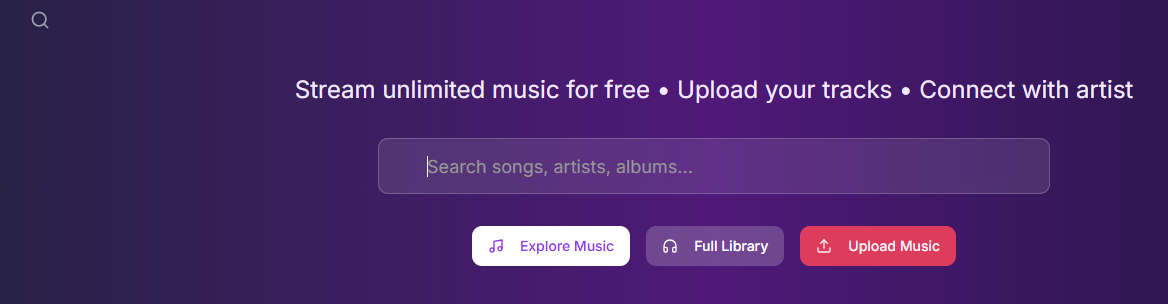 Stream unlimited music for free • Upload your tracks • Connect with artist
Search songs, artists, albums...
Explore Music
Full Library
Upload Music